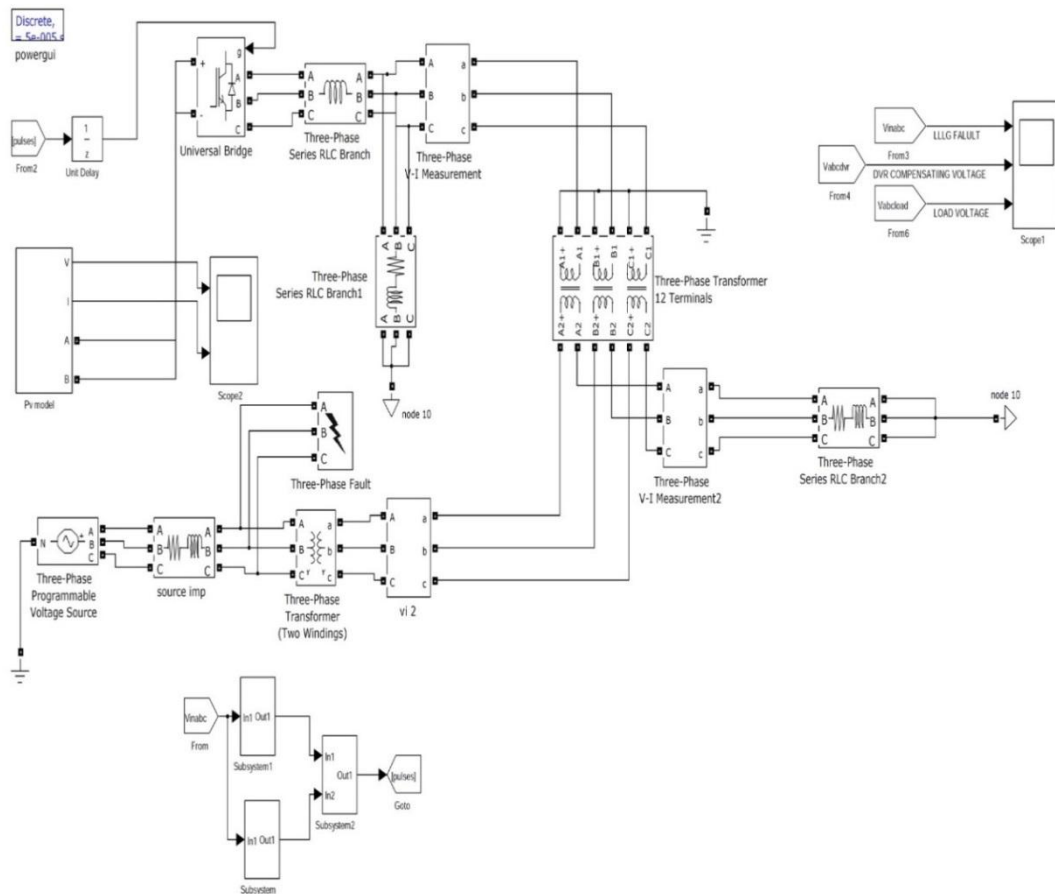 Discrete,
= 5e-005 s
powergui
[pulses]
From2
1
z
Unit Delay
g
+
-
A
B
C
Universal Bridge
A
B
C
A
B
C
Three-Phase
Series RLC Branch
A
B
C
a
b
c
Three-Phase
V-I Measurement
Vinabc
From3
LLLG FALULT
Vabcdvr
From4
DVR COMPENSATIING VOLTAGE
Vabcload
From6
LOAD VOLTAGE
Scope1
V
I
A
B
Pv model
Scope2
A
B
C
A
B
C
Three-Phase
Series RLC Branch1
node 10
A1+
A1
B1+
B1
C1+
C1
A2+
A2
B2+
B2
C2+
C2
Three-Phase Transformer
12 Terminals
A
B
C
Three-Phase Fault
A
B
C
a
b
c
Three-Phase
V-I Measurement2
A
B
C
A
B
C
Three-Phase
Series RLC Branch2
node 10
N
A
B
C
Three-Phase
Programmable
Voltage Source
A
B
C
A
B
C
source imp
A
B
C
Y
Y
a
b
c
Three-Phase
Transformer
(Two Windings)
A
B
C
a
b
c
vi 2
Vinabc
From
In1 Out1
Subsystem1
In1 Out1
Subsystem
In1
In2
Out1
Subsystem2
[pulses]
Goto